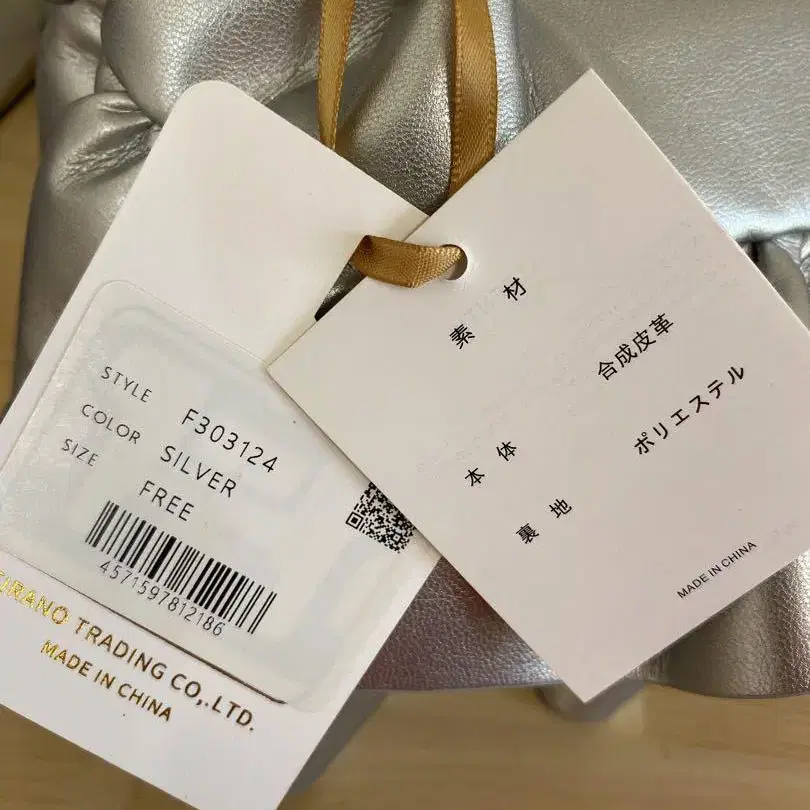 STYLE F303124
COLOR SILVER
SIZE FREE
4571597812186
TRADING CO,.LTD.
MADE IN CHINA
素材
本体 合成皮革
裏地 ポリエステル
MADE IN CHINA